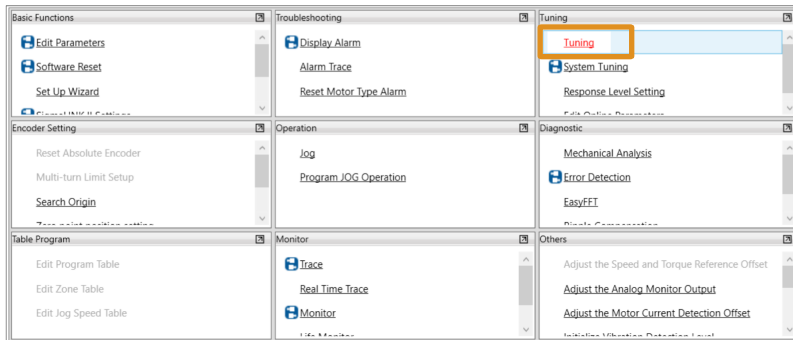 Basic Functions
Edit Parameters
Software Reset
Set Up Wizard
Troubleshooting
Display Alarm
Alarm Trace
Reset Motor Type Alarm
Tuning
Tuning
System Tuning
Response Level Setting
Encoder Setting
Reset Absolute Encoder
Multi-turn Limit Setup
Search Origin
Operation
Jog
Program JOG Operation
Diagnostic
Mechanical Analysis
Error Detection
EasyFFT
Table Program
Edit Program Table
Edit Zone Table
Edit Jog Speed Table
Monitor
Trace
Real Time Trace
Monitor
Others
Adjust the Speed and Torque Reference Offset
Adjust the Analog Monitor Output
Adjust the Motor Current Detection Offset